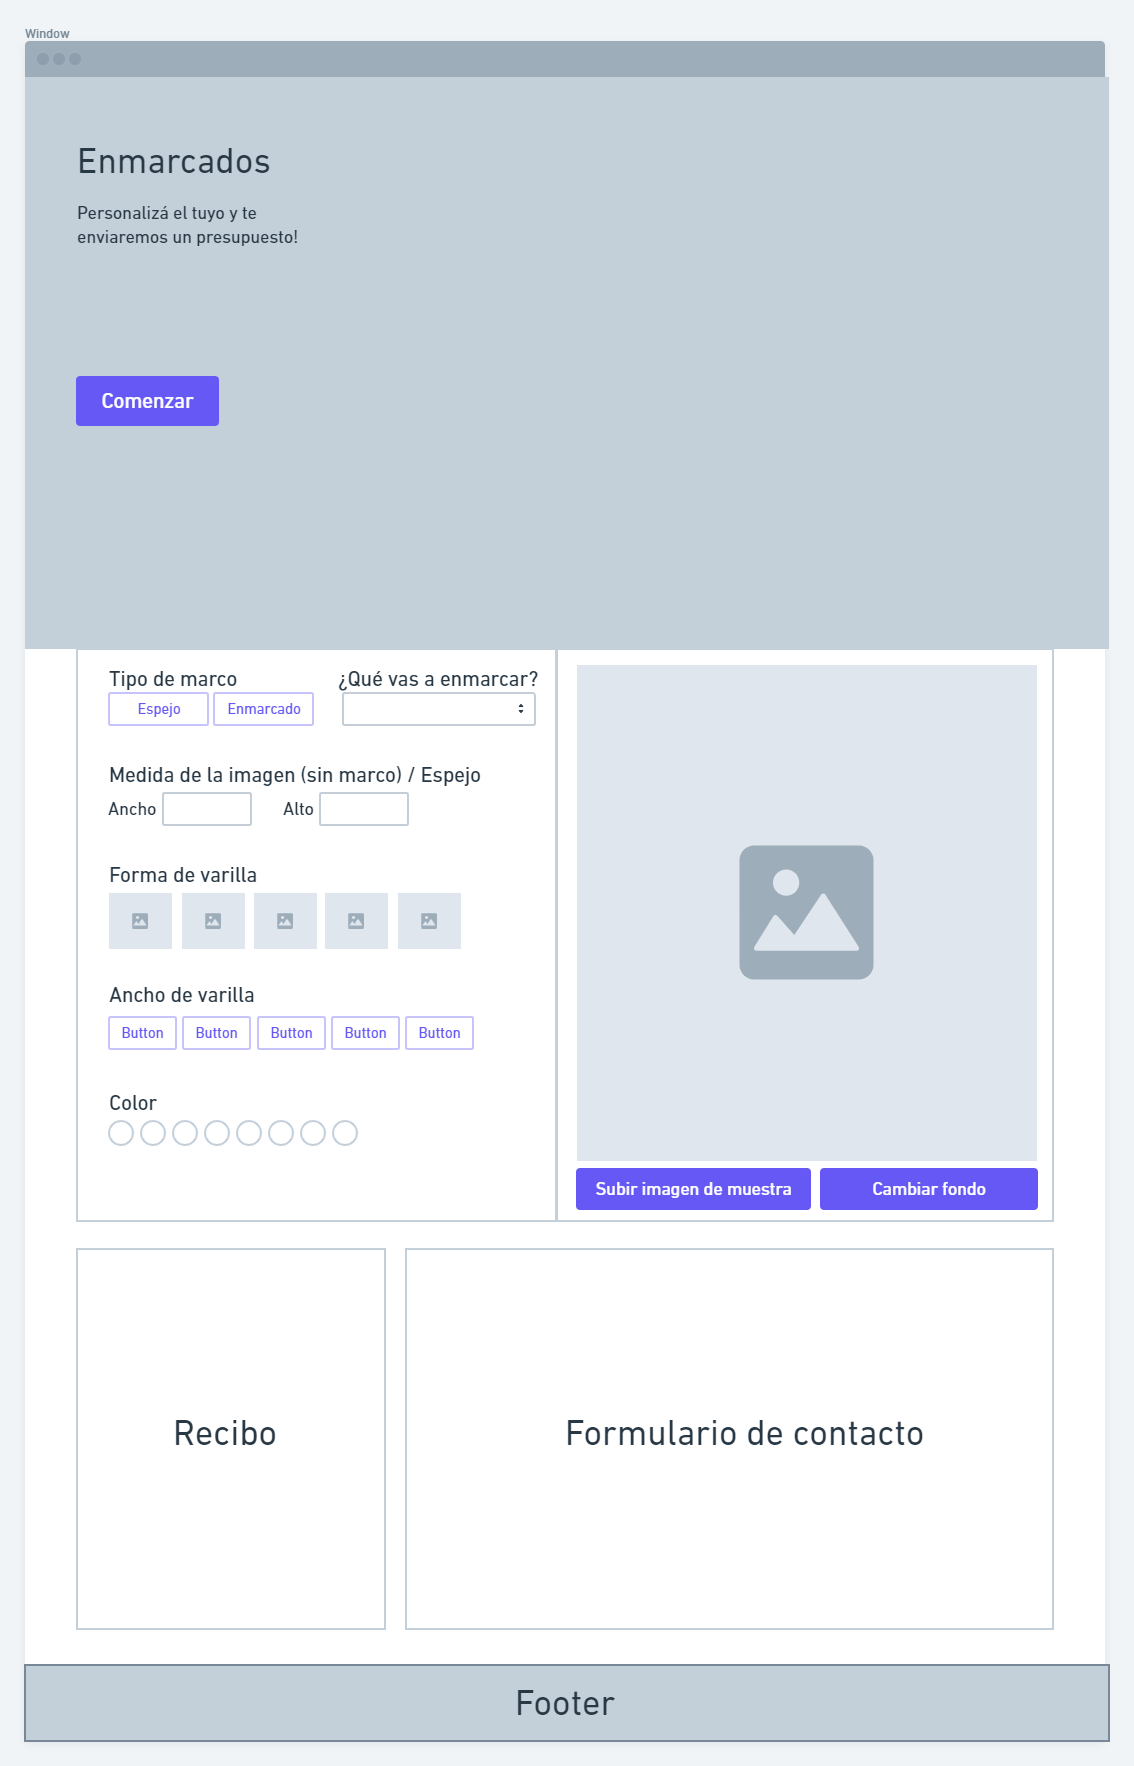 Window
Enmarcados
Personalizá el tuyo y te
enviaremos un presupuesto!
Comenzar
Tipo de marco
Espejo
Enmarcado
¿Qué vas a enmarcar?
Medida de la imagen (sin marco) / Espejo
Ancho
Alto
Forma de varilla
Ancho de varilla
Button
Button
Button
Button
Button
Color
Subir imagen de muestra
Cambiar fondo
Recibo
Formulario de contacto
Footer